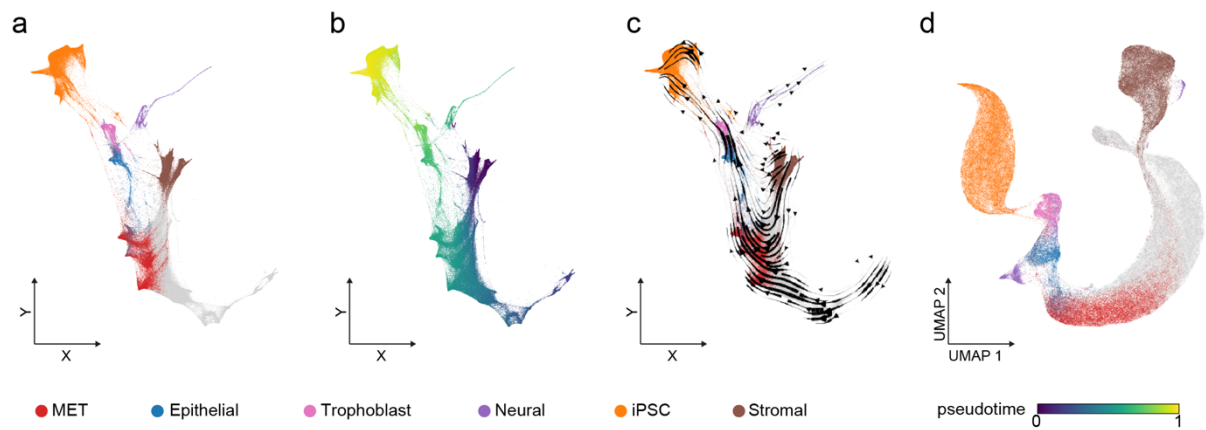 a b c d
Y Y Y UMAP 2
X X X UMAP 1
MET Epithelial Trophoblast Neural iPSC Stromal pseudotime
0 1